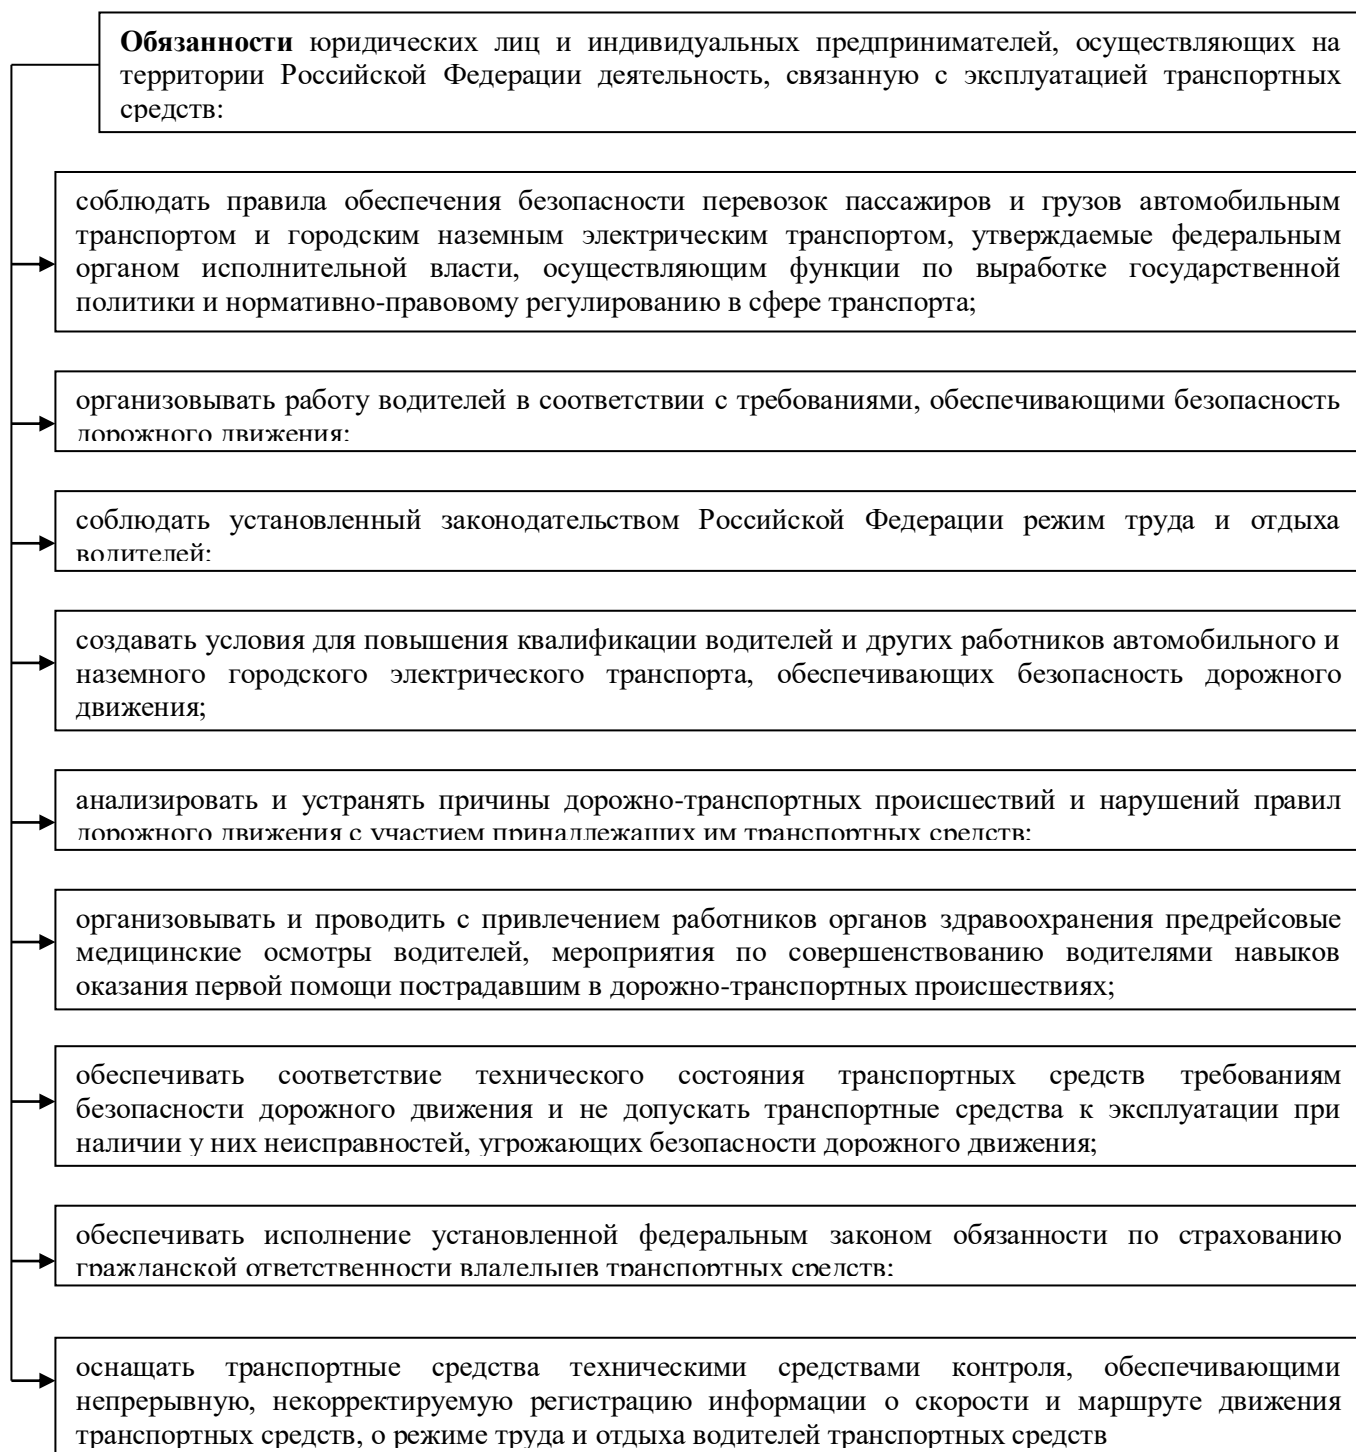 Обязанности юридических лиц и индивидуальных предпринимателей, осуществляющих на
территории Российской Федерации деятельность, связанную с эксплуатацией транспортных
средств:
соблюдать правила обеспечения безопасности перевозок пассажиров и грузов автомобильным
транспортом и городским наземным электрическим транспортом, утверждаемые федеральным
органом исполнительной власти, осуществляющим функции по выработке государственной
политики и нормативно-правовому регулированию в сфере транспорта;
организовывать работу водителей в соответствии с требованиями, обеспечивающими безопасность
дорожного движения;
соблюдать установленный законодательством Российской Федерации режим труда и отдыха
водителей;
создавать условия для повышения квалификации водителей и других работников автомобильного и
наземного городского электрического транспорта, обеспечивающих безопасность дорожного
движения;
анализировать и устранять причины дорожно-транспортных происшествий и нарушений правил
дорожного движения с участием принадлежащих им транспортных средств;
организовывать и проводить с привлечением работников органов здравоохранения предрейсовые
медицинские осмотры водителей, мероприятия по совершенствованию водителями навыков
оказания первой помощи пострадавшим в дорожно-транспортных происшествиях;
обеспечивать соответствие технического состояния транспортных средств требованиям
безопасности дорожного движения и не допускать транспортные средства к эксплуатации при
наличии у них неисправностей, угрожающих безопасности дорожного движения;
обеспечивать исполнение установленной федеральным законом обязанности по страхованию
гражданской ответственности владельцев транспортных средств;
оснащать транспортные средства техническими средствами контроля, обеспечивающими
непрерывную, некорректируемую регистрацию информации о скорости и маршруте движения
транспортных средств, о режиме труда и отдыха водителей транспортных средств